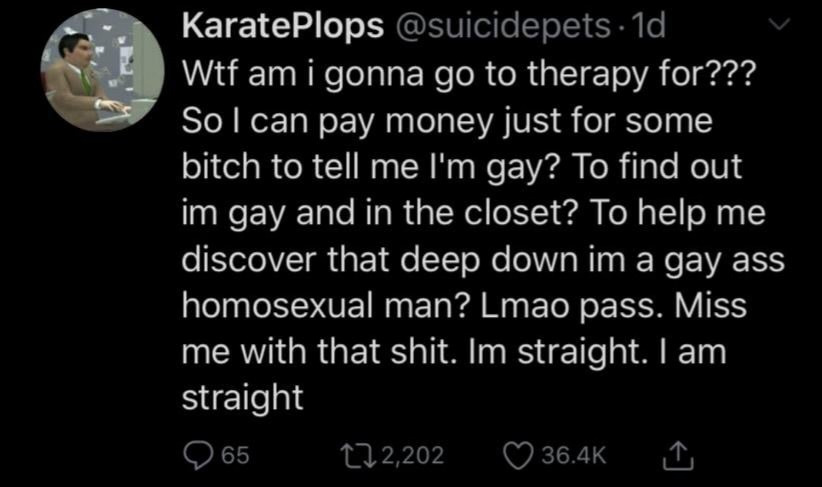 KaratePlops @suicidepets · 1d
Wtf am i gonna go to therapy for???
So I can pay money just for some
bitch to tell me I'm gay? To find out
im gay and in the closet? To help me
discover that deep down im a gay ass
homosexual man? Lmao pass. Miss
me with that shit. Im straight. I am
straight
65 2,202 36.4K